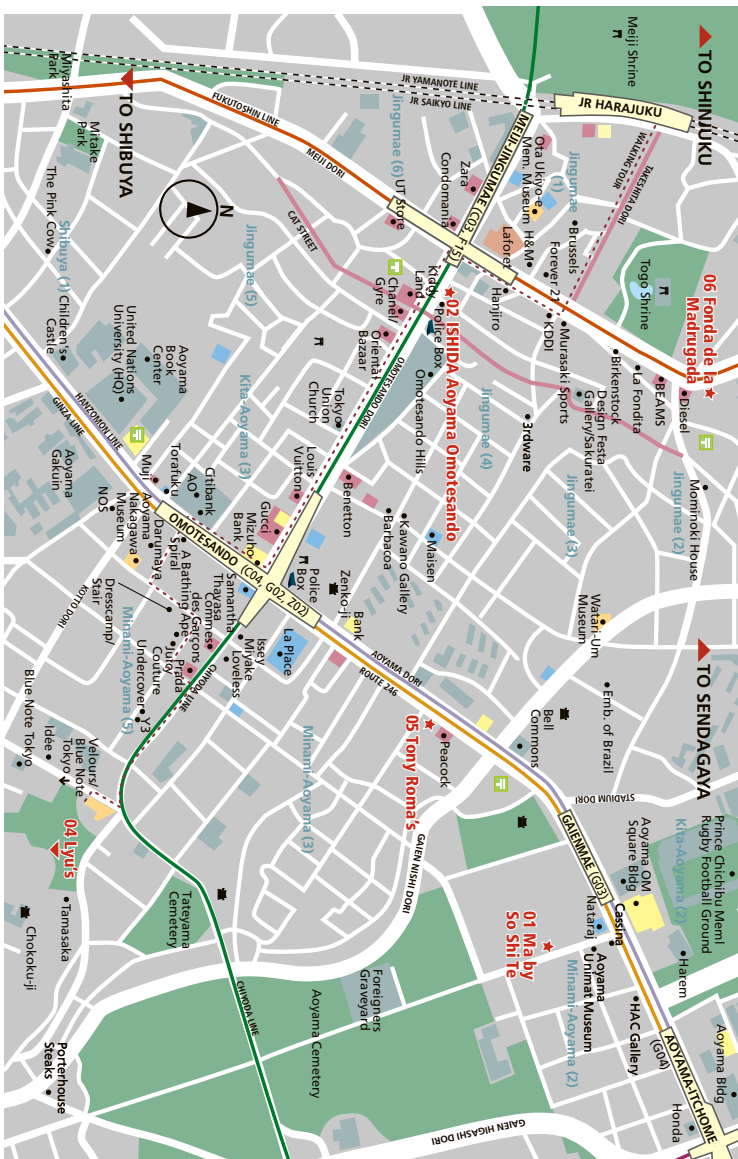 TO SHINJUKU
TO SENDAGAYA
TO SHIBUYA
Meiji Shrine
JR YAMANOTE LINE
JR SAIKYO LINE
JR HARAJUKU
Miyashita
Park
Mitake
Park
FUKUTOSHIN LINE
MEIJI DORI
MEIJI-JINGUMAE (C03, F15)
WALKING TOUR
TAKESHITA DORI
Jingumae
(1)
Ota Ukiyo-e
Mem. Museum
H&M
Brussels
Forever 21
Laforet
Zara
Condomania
UT Store
Jingumae (6)
Togo Shrine
06 Fonda de la
Madrugada
Diesel
BEAMS
La Fondita
Birkenstock
Design Festa
Gallery/Sakuratei
Murasaki Sports
KDDI
Hanjiro
CAT STREET
Kiddy
Land
Police Box
02 ISHIDA Aoyama Omotesando
Chanel/
Gyre
Oriental
Bazaar
OMOTESANDO DORI
Omotesando Hills
Jingumae (5)
Jingumae (4)
Jingumae (3)
Jingumae (2)
Mominoki House
3rdware
The Pink Cow
Shibuya (1)
Children's
Castle
N
United Nations
University (HQ)
Aoyama
Book
Center
Kita-Aoyama (3)
Tokyo
Union
Church
Louis
Vuitton
Benetton
Barbacoa
Kawano Gallery
Maisen
Watari-Um
Museum
Emb. of Brazil
HANZOMON LINE
GINZA LINE
Aoyama
Gakuin
Muji
Torafuku
AO
Citibank
Gucci
Mizuho
Bank
OMOTESANDO (C04, G02, Z02)
Police
Box
Zenko-ji
Bank
NOS
Nakagawa
Museum
Aoyama
Darumaya
Spiral
A Bathing Ape
Dresscamp/
Stair
Comme
des Garçons
Samantha
Thavasa
La Place
Issey
Miyake
Loveless
Prada
CHIYODA LINE
Juicy
Couture
Undercover
Y3
Minami-Aoyama (5)
KOTTO DORI
Blue Note Tokyo
Idée
Velours/
Blue Note
Tokyo
04 Lyu's
AOYAMA DORI
ROUTE 246
05 Tony Roma's
Peacock
Bell
Commons
Minami-Aoyama (3)
GAIEN NISHI DORI
STADIUM DORI
GAIENMAE (G03)
Prince Chichibu Meml
Rugby Football Ground
Kita-Aoyama (2)
Aoyama OM
Square Bldg
Cassina
Nataraj
Harem
01 Ma by
So Shi Te
Aoyama
Unimat Museum
Minami-Aoyama (2)
HAC Gallery
AOYAMA-ITCHOME
(G04)
Aoyama Bldg
Honda
Tateyama
Cemetery
Tamasaka
Chokoku-ji
Foreigners
Graveyard
Aoyama Cemetery
CHIYODA LINE
Porterhouse
Steaks
GAIEN HIGASHI DORI